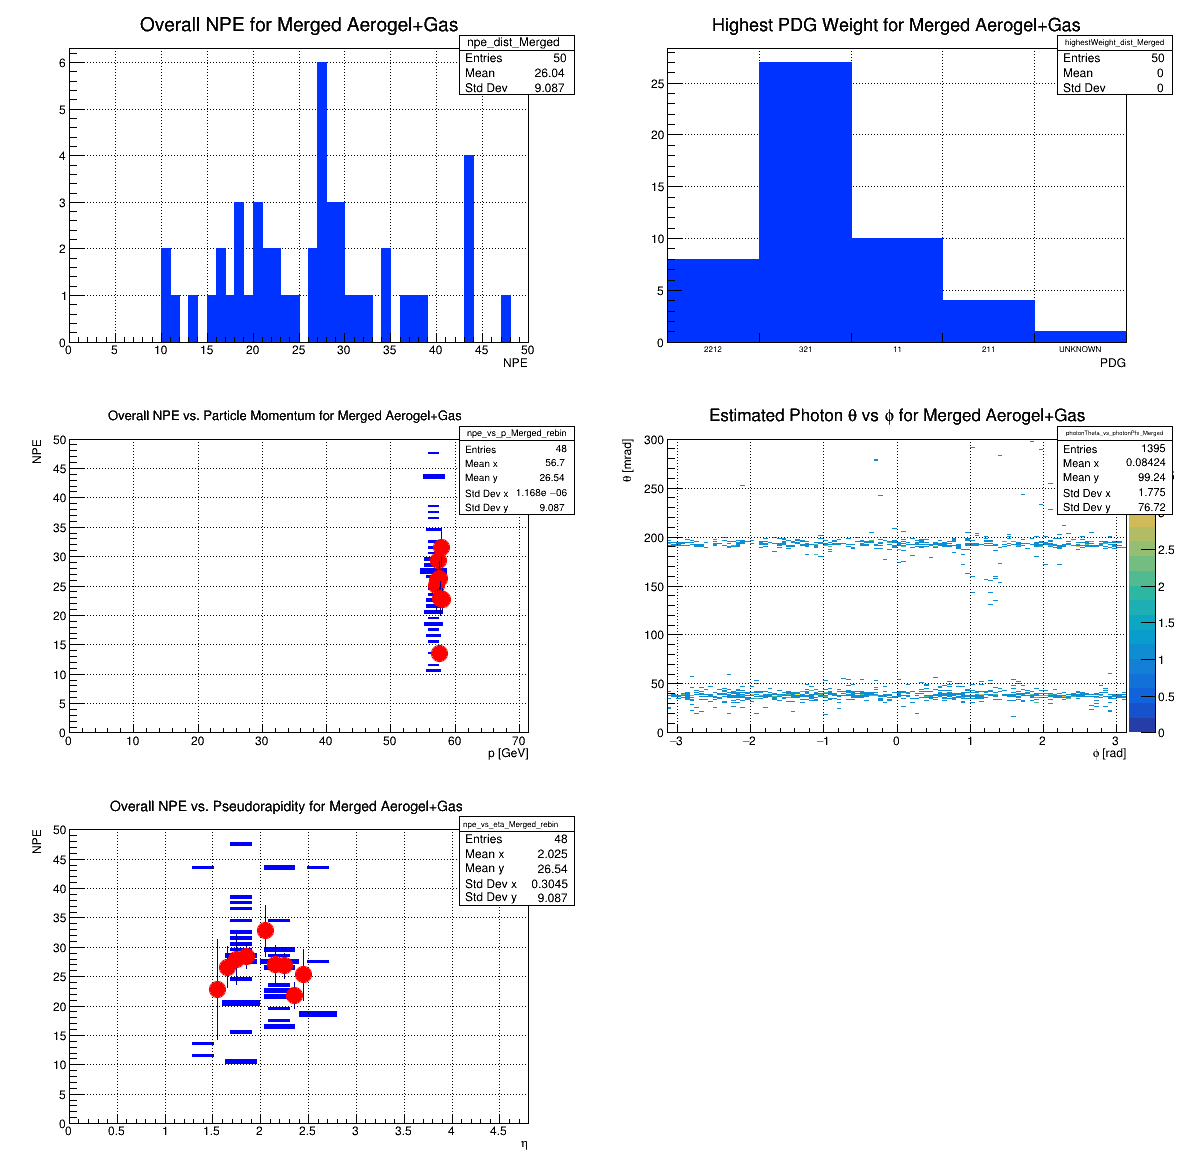 Overall NPE for Merged Aerogel+Gas
npe_dist_Merged
Entries 50
Mean 26.04
Std Dev 9.087
6
5
4
3
2
1
0
0 5 10 15 20 25 30 35 40 45 50
NPE
Highest PDG Weight for Merged Aerogel+Gas
highestWeight_dist_Merged
Entries 50
Mean 0
Std Dev 0
25
20
15
10
5
0
2212 321 11 211 UNKNOWN
PDG
Overall NPE vs. Particle Momentum for Merged Aerogel+Gas
npe_vs_p_Merged_rebin
Entries 48
Mean x 56.7
Mean y 26.54
Std Dev x 1.168e −06
Std Dev y 9.087
NPE
50
45
40
35
30
25
20
15
10
5
0
0 10 20 30 40 50 60 70
p [GeV]
Estimated Photon θ vs ϕ for Merged Aerogel+Gas
photonTheta_vs_photonPhi_Merged
Entries 1395
Mean x 0.08424
Mean y 99.24
Std Dev x 1.775
Std Dev y 76.72
θ [mrad]
300
250
200
150
100
50
0
−3 −2 −1 0 1 2 3
ϕ [rad]
2.5
2
1.5
1
0.5
0
Overall NPE vs. Pseudorapidity for Merged Aerogel+Gas
npe_vs_eta_Merged_rebin
Entries 48
Mean x 2.025
Mean y 26.54
Std Dev x 0.3045
Std Dev y 9.087
NPE
50
45
40
35
30
25
20
15
10
5
0
0 0.5 1 1.5 2 2.5 3 3.5 4 4.5
η